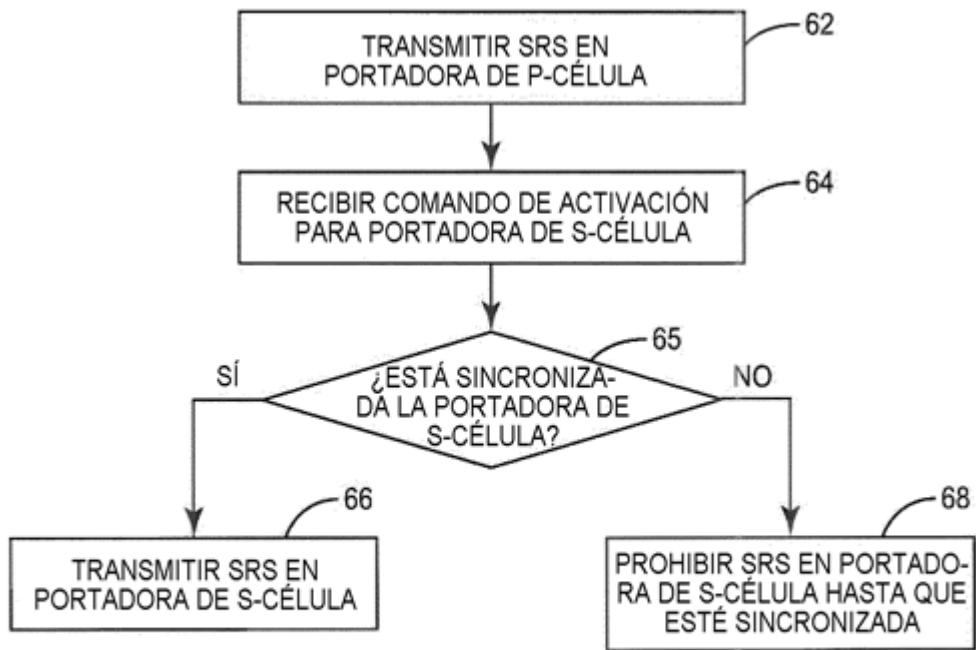 62
TRANSMITIR SRS EN
PORTADORA DE P-CÉLULA
64
RECIBIR COMANDO DE ACTIVACIÓN
PARA PORTADORA DE S-CÉLULA
65
SÍ
¿ESTÁ SINCRONIZA-
DA LA PORTADORA DE
S-CÉLULA?
NO
66
TRANSMITIR SRS EN
PORTADORA DE S-CÉLULA
68
PROHIBIR SRS EN PORTADO-
RA DE S-CÉLULA HASTA QUE
ESTÉ SINCRONIZADA